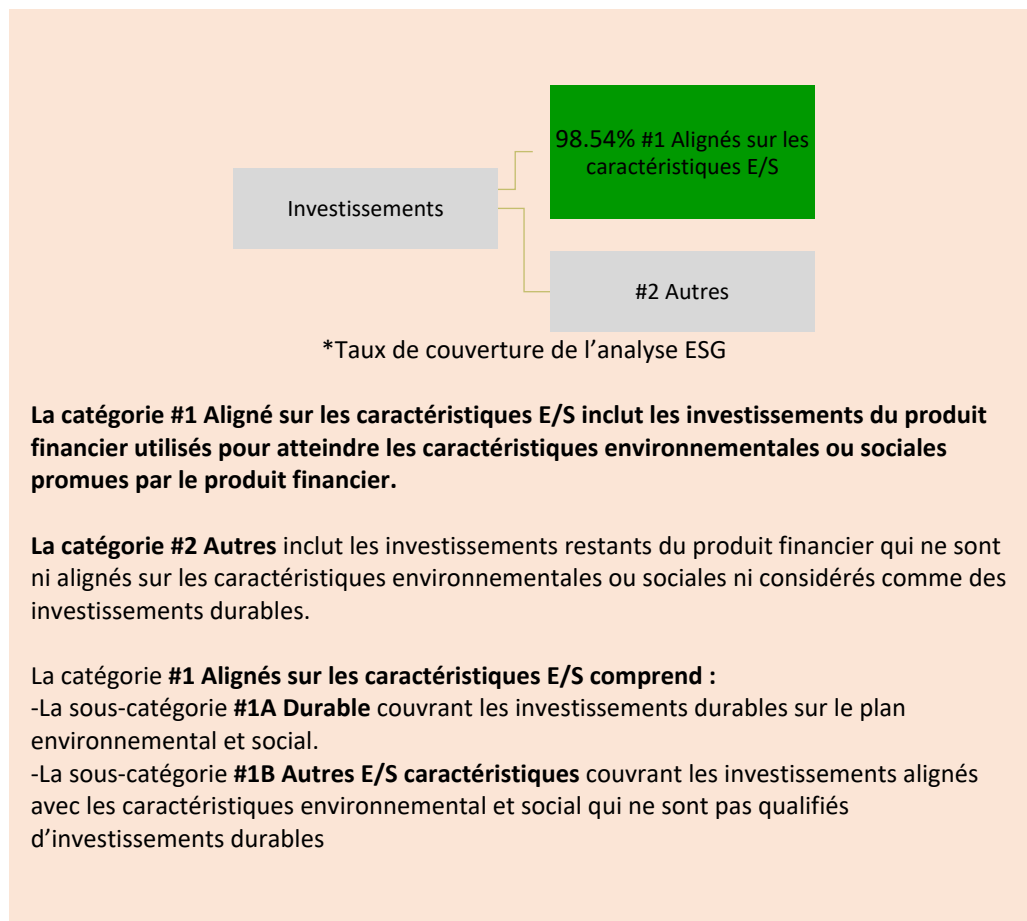 98.54% #1 Alignés sur les
caractéristiques E/S
Investissements
#2 Autres
*Taux de couverture de l’analyse ESG
La catégorie #1 Aligné sur les caractéristiques E/S inclut les investissements du produit
financier utilisés pour atteindre les caractéristiques environnementales ou sociales
promues par le produit financier.
La catégorie #2 Autres inclut les investissements restants du produit financier qui ne sont
ni alignés sur les caractéristiques environnementales ou sociales ni considérés comme des
investissements durables.
La catégorie #1 Alignés sur les caractéristiques E/S comprend :
-La sous-catégorie #1A Durable couvrant les investissements durables sur le plan
environnemental et social.
-La sous-catégorie #1B Autres E/S caractéristiques couvrant les investissements alignés
avec les caractéristiques environnemental et social qui ne sont pas qualifiés
d’investissements durables